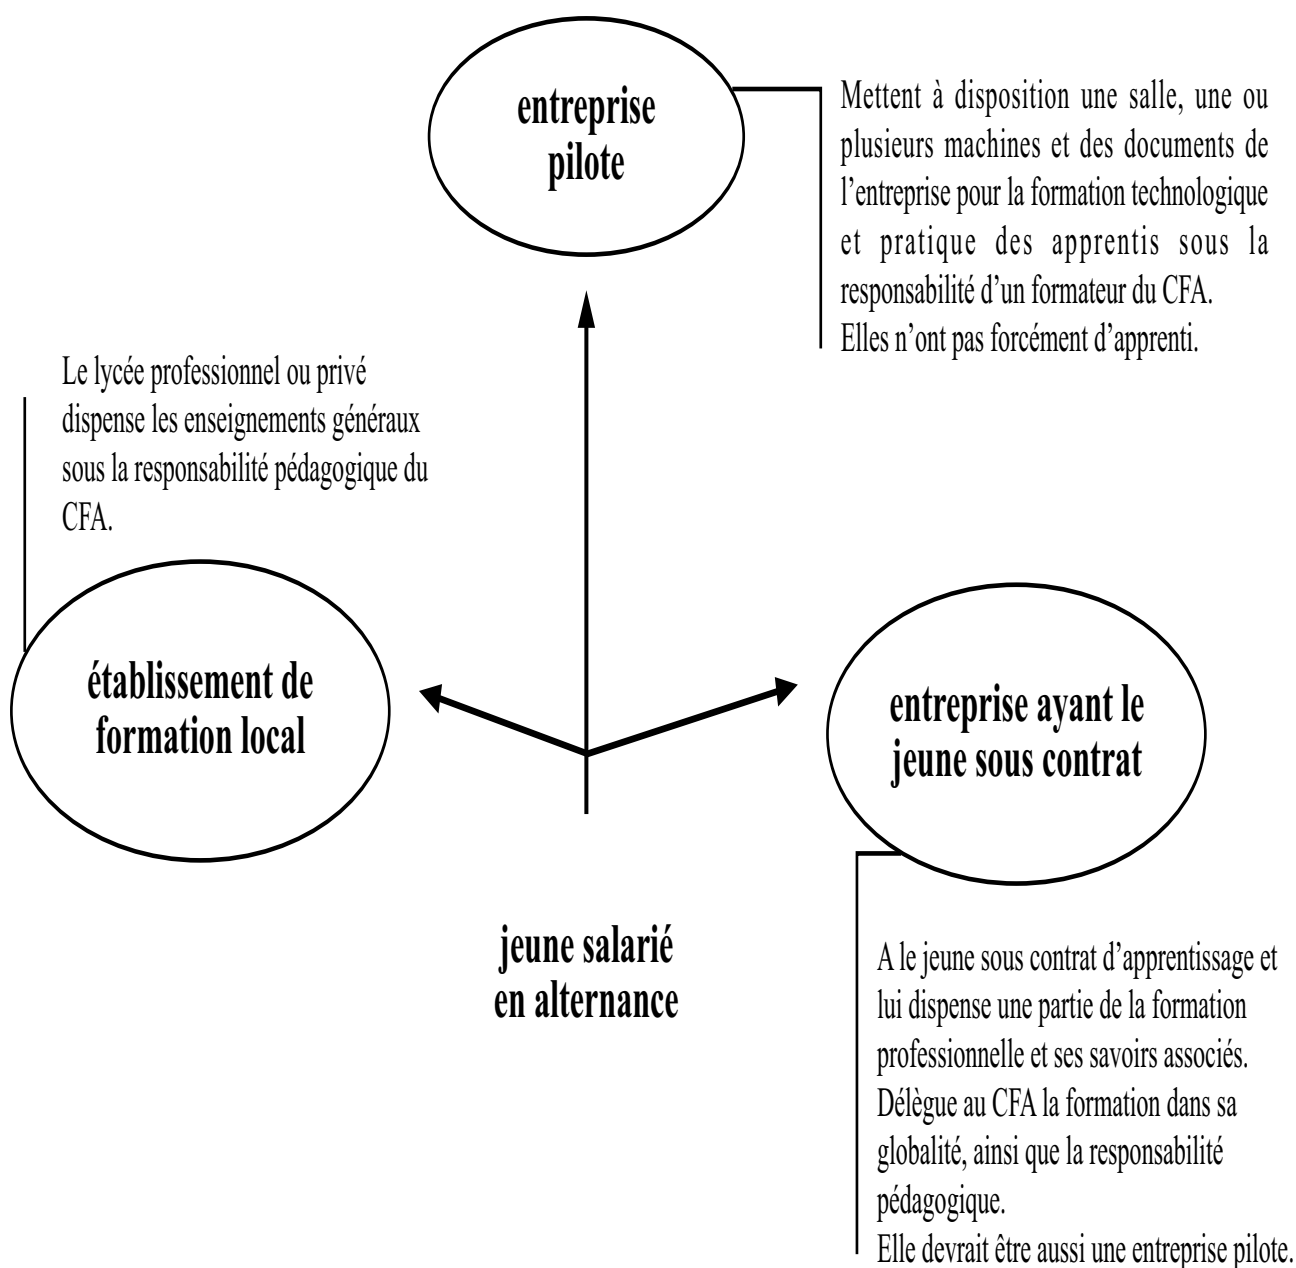 entreprise
pilote
Mettent à disposition une salle, une ou
plusieurs machines et des documents de
l’entreprise pour la formation technologique
et pratique des apprentis sous la
responsabilité d’un formateur du CFA.
Elles n’ont pas forcément d’apprenti.
Le lycée professionnel ou privé
dispense les enseignements généraux
sous la responsabilité pédagogique du
CFA.
établissement de
formation local
entreprise ayant le
jeune sous contrat
jeune salarié
en alternance
A le jeune sous contrat d’apprentissage et
lui dispense une partie de la formation
professionnelle et ses savoirs associés.
Délègue au CFA la formation dans sa
globalité, ainsi que la responsabilité
pédagogique.
Elle devrait être aussi une entreprise pilote.